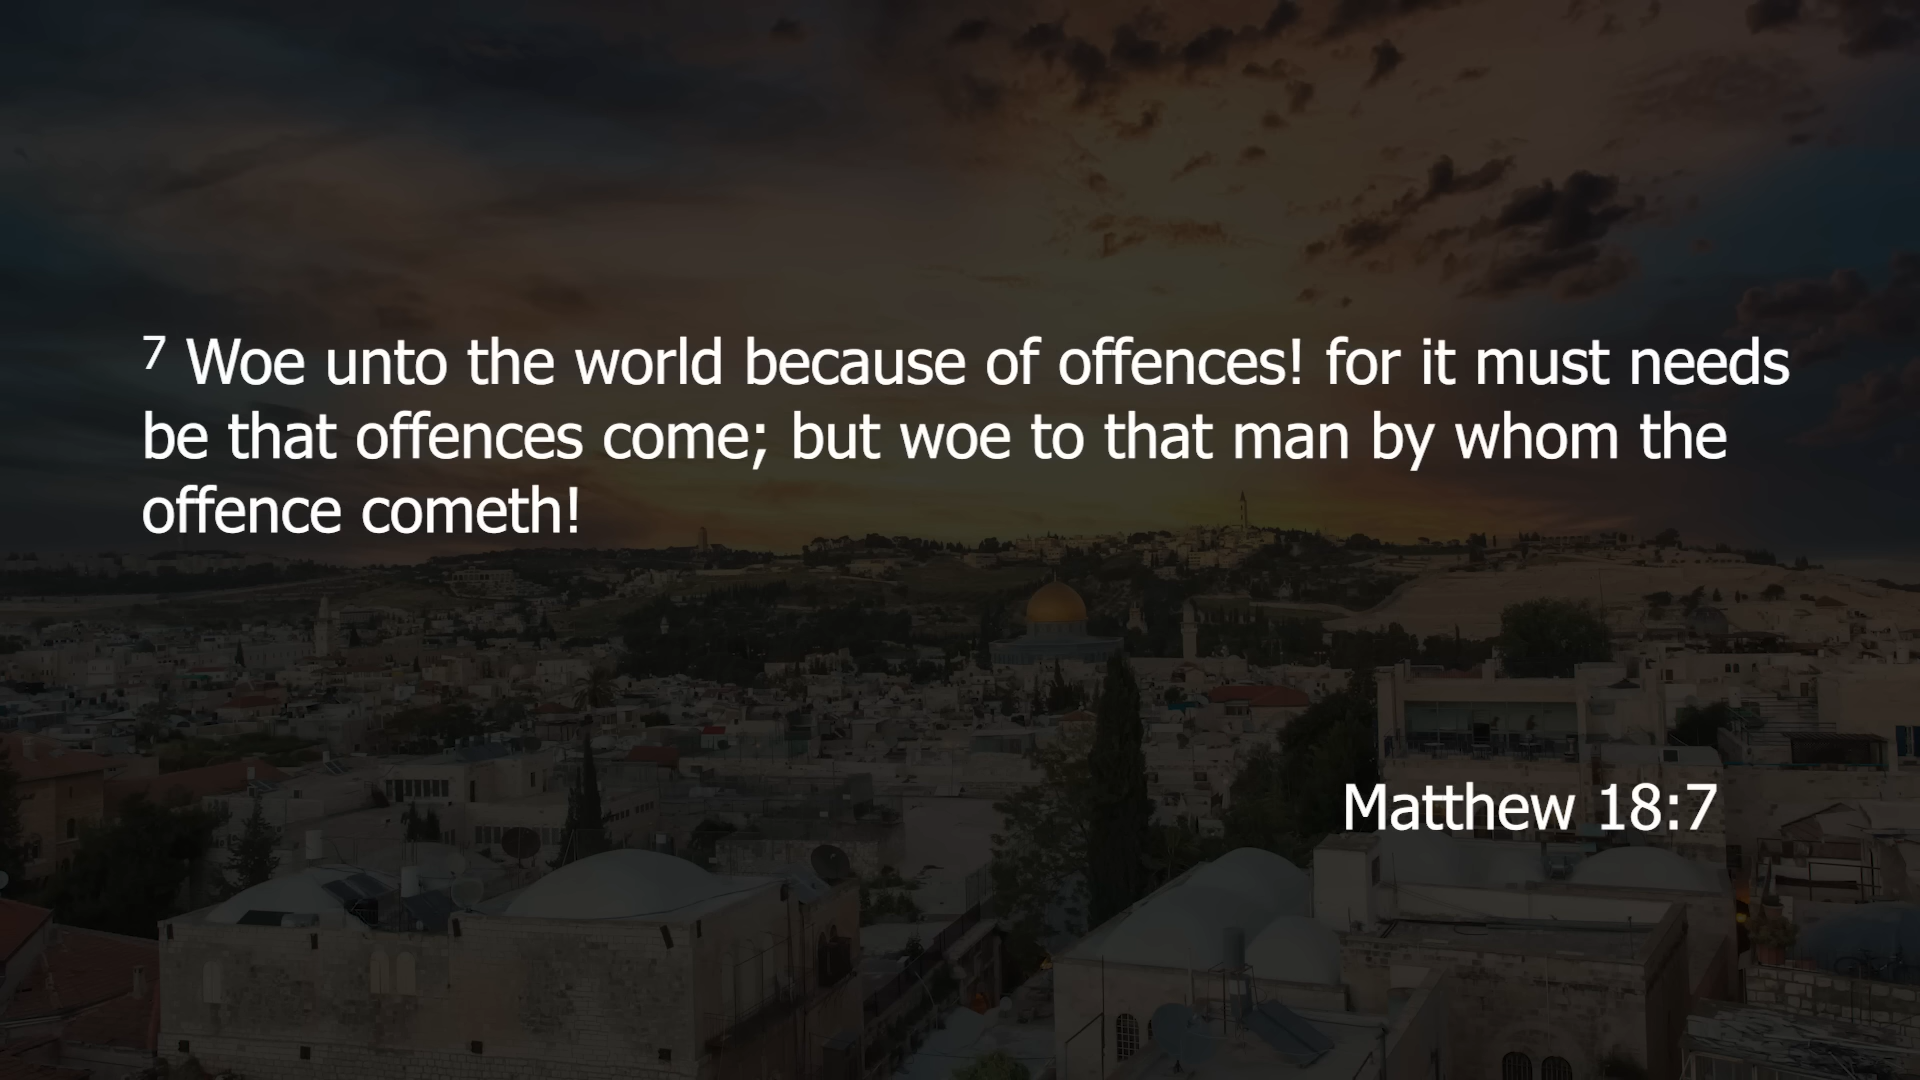 7 Woe unto the world because of offences! for it must needs
be that offences come; but woe to that man by whom the
offence cometh!
Matthew 18:7